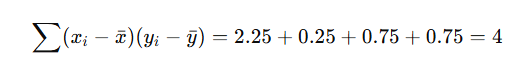 ∑(xᵢ − x̄)(yᵢ − ȳ) = 2.25 + 0.25 + 0.75 + 0.75 = 4